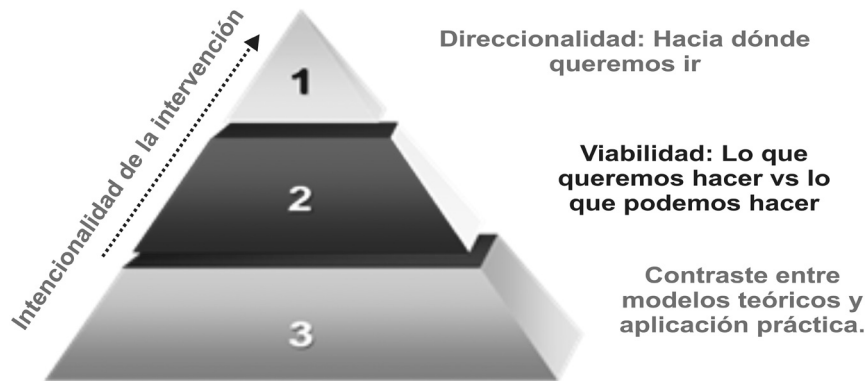 Intencionalidad de la intervención
1
Direccionalidad: Hacia dónde
queremos ir
2
Viabilidad: Lo que
queremos hacer vs lo
que podemos hacer
3
Contraste entre
modelos teóricos y
aplicación práctica.